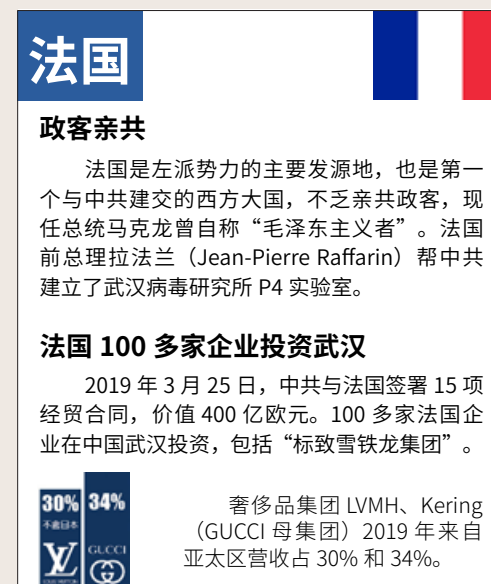 法国
政客亲共
法国是左派势力的主要发源地，也是第一
个与中共建交的西方大国，不乏亲共政客，现
任总统马克龙曾自称“毛泽东主义者”。法国
前总理拉法兰（Jean-Pierre Raffarin）帮中共
建立了武汉病毒研究所 P4 实验室。
法国 100 多家企业投资武汉
2019 年 3 月 25 日，中共与法国签署 15 项
经贸合同，价值 400 亿欧元。100 多家法国企
业在中国武汉投资，包括“标致雪铁龙集团”。
30% 34%
不含日本
GUCCI
奢侈品集团 LVMH、Kering
（GUCCI 母集团）2019 年来自
亚太区营收占 30% 和 34%。